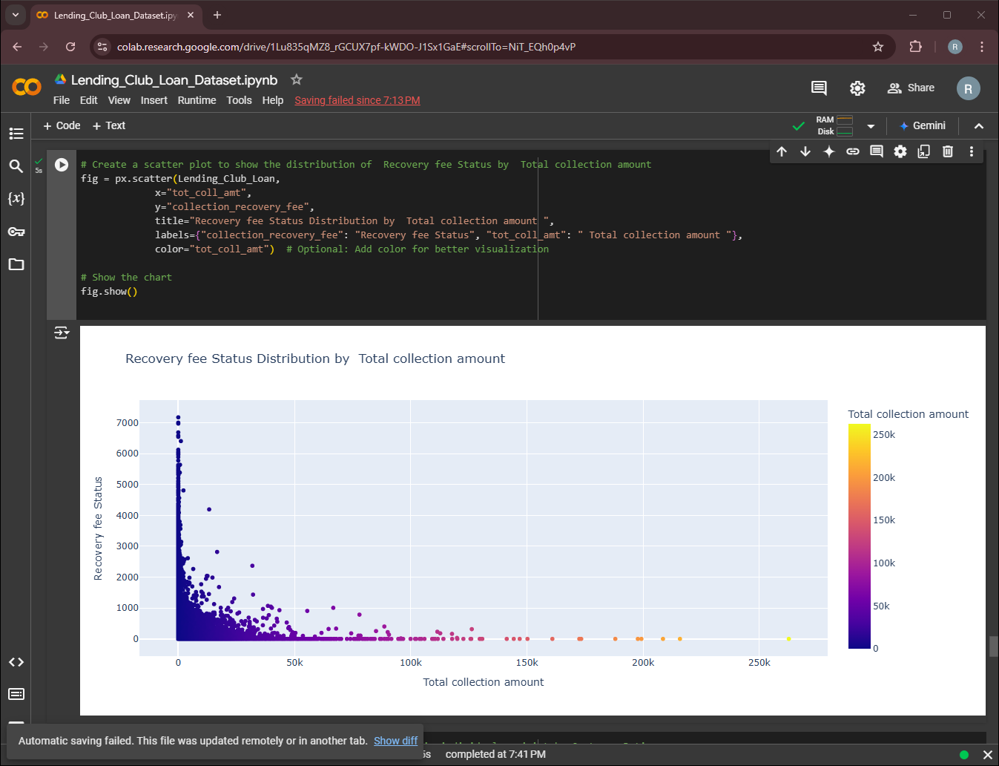 Lending_Club_Loan_Dataset.ipy
colab.research.google.com/drive/1Lu835qMZ8_rGCUX7pf-kWDO-J1Sx1GaE#scrollTo=NiT_EQh0p4vP
R
Lending_Club_Loan_Dataset.ipynb
File Edit View Insert Runtime Tools Help Saving failed since 7:13 PM
Share
R
+ Code + Text
RAM
Disk
Gemini
5s
{x}
# Create a scatter plot to show the distribution of  Recovery fee Status by  Total collection amount
fig = px.scatter(Lending_Club_Loan,
x="tot_coll_amt",
y="collection_recovery_fee",
title="Recovery fee Status Distribution by  Total collection amount ",
labels={"collection_recovery_fee": "Recovery fee Status", "tot_coll_amt": " Total collection amount "},
color="tot_coll_amt")  # Optional: Add color for better visualization
# Show the chart
fig.show()
Recovery fee Status Distribution by  Total collection amount
Recovery fee Status
7000
6000
5000
4000
3000
2000
1000
0
0 50k 100k 150k 200k 250k
Total collection amount
Total collection amount
250k
200k
150k
100k
50k
0
Automatic saving failed. This file was updated remotely or in another tab. Show diff
5s completed at 7:41 PM